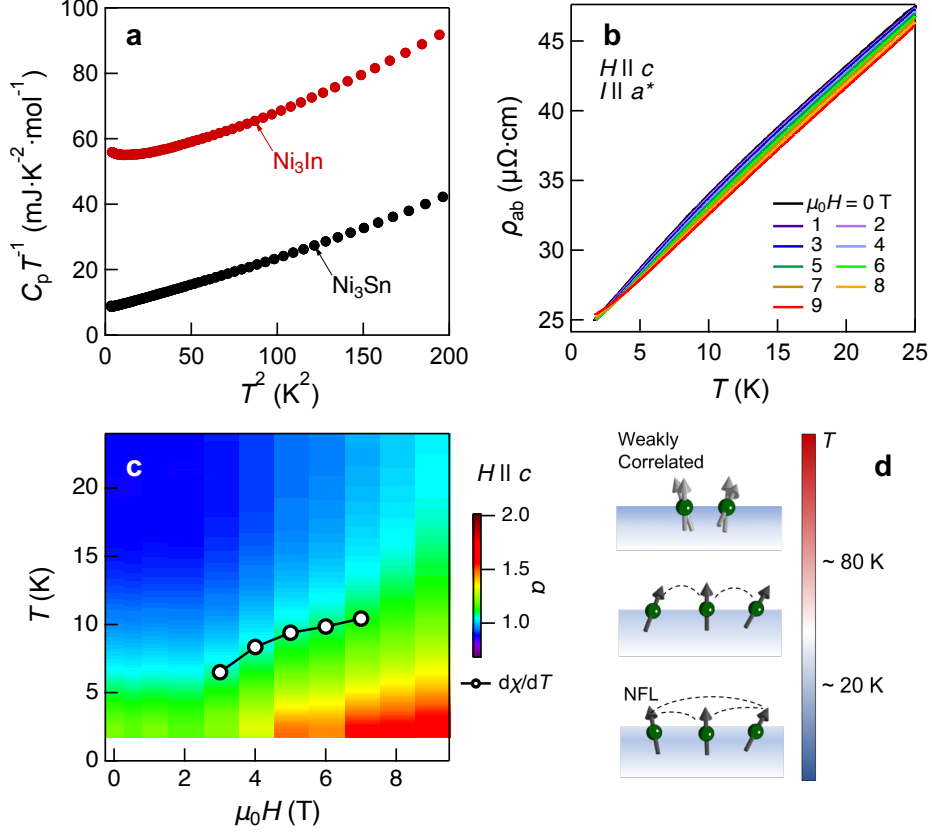 a
C_p T^-1 (mJ·K^-2·mol^-1)
100
80
60
40
20
0
Ni₃In
Ni₃Sn
0
50
100
150
200
T² (K²)
b
H || c
I || a*
ρ_ab (µΩ·cm)
45
40
35
30
25
µ₀H = 0 T
1 2
3 4
5 6
7 8
9
0 5 10 15 20 25
T (K)
c
T (K)
20
15
10
5
0
0 2 4 6 8
µ₀H (T)
H || c
2.0
1.5
1.0
α
dχ/dT
d
Weakly
Correlated
NFL
T
~ 80 K
~ 20 K